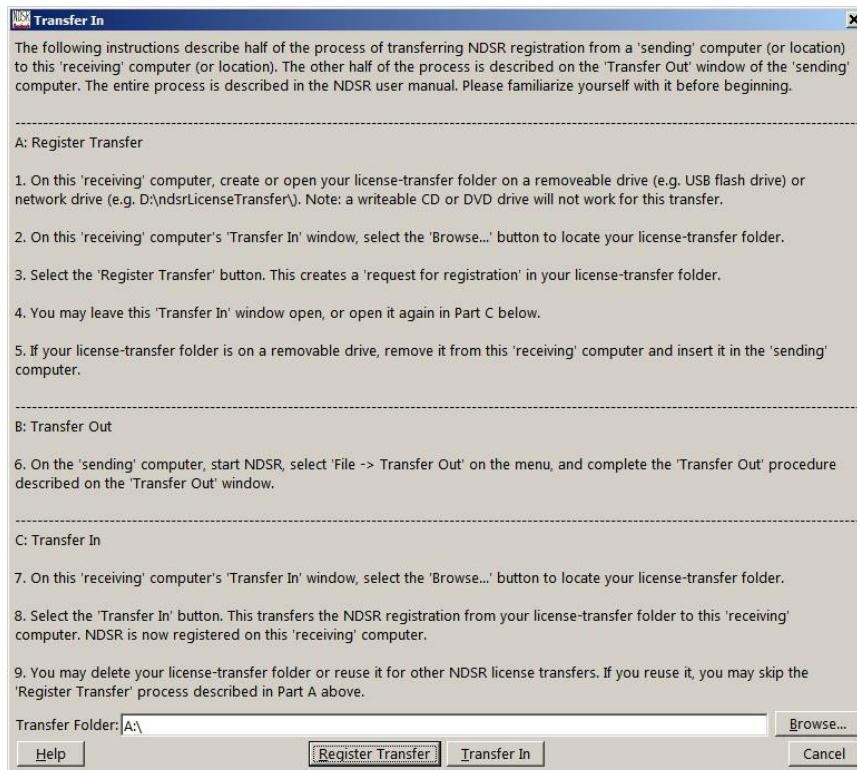 Transfer In
The following instructions describe half of the process of transferring NDSR registration from a 'sending' computer (or location)
to this 'receiving' computer (or location). The other half of the process is described on the 'Transfer Out' window of the 'sending'
computer. The entire process is described in the NDSR user manual. Please familiarize yourself with it before beginning.
A: Register Transfer
1. On this 'receiving' computer, create or open your license-transfer folder on a removeable drive (e.g. USB flash drive) or
network drive (e.g. D:\ndsrLicenseTransfer\). Note: a writeable CD or DVD drive will not work for this transfer.
2. On this 'receiving' computer's 'Transfer In' window, select the 'Browse...' button to locate your license-transfer folder.
3. Select the 'Register Transfer' button. This creates a 'request for registration' in your license-transfer folder.
4. You may leave this 'Transfer In' window open, or open it again in Part C below.
5. If your license-transfer folder is on a removable drive, remove it from this 'receiving' computer and insert it in the 'sending'
computer.
B: Transfer Out
6. On the 'sending' computer, start NDSR, select 'File -> Transfer Out' on the menu, and complete the 'Transfer Out' procedure
described on the 'Transfer Out' window.
C: Transfer In
7. On this 'receiving' computer's 'Transfer In' window, select the 'Browse...' button to locate your license-transfer folder.
8. Select the 'Transfer In' button. This transfers the NDSR registration from your license-transfer folder to this 'receiving'
computer. NDSR is now registered on this 'receiving' computer.
9. You may delete your license-transfer folder or reuse it for other NDSR license transfers. If you reuse it, you may skip the
'Register Transfer' process described in Part A above.
Transfer Folder: A:\ Browse...
Help Register Transfer Transfer In Cancel